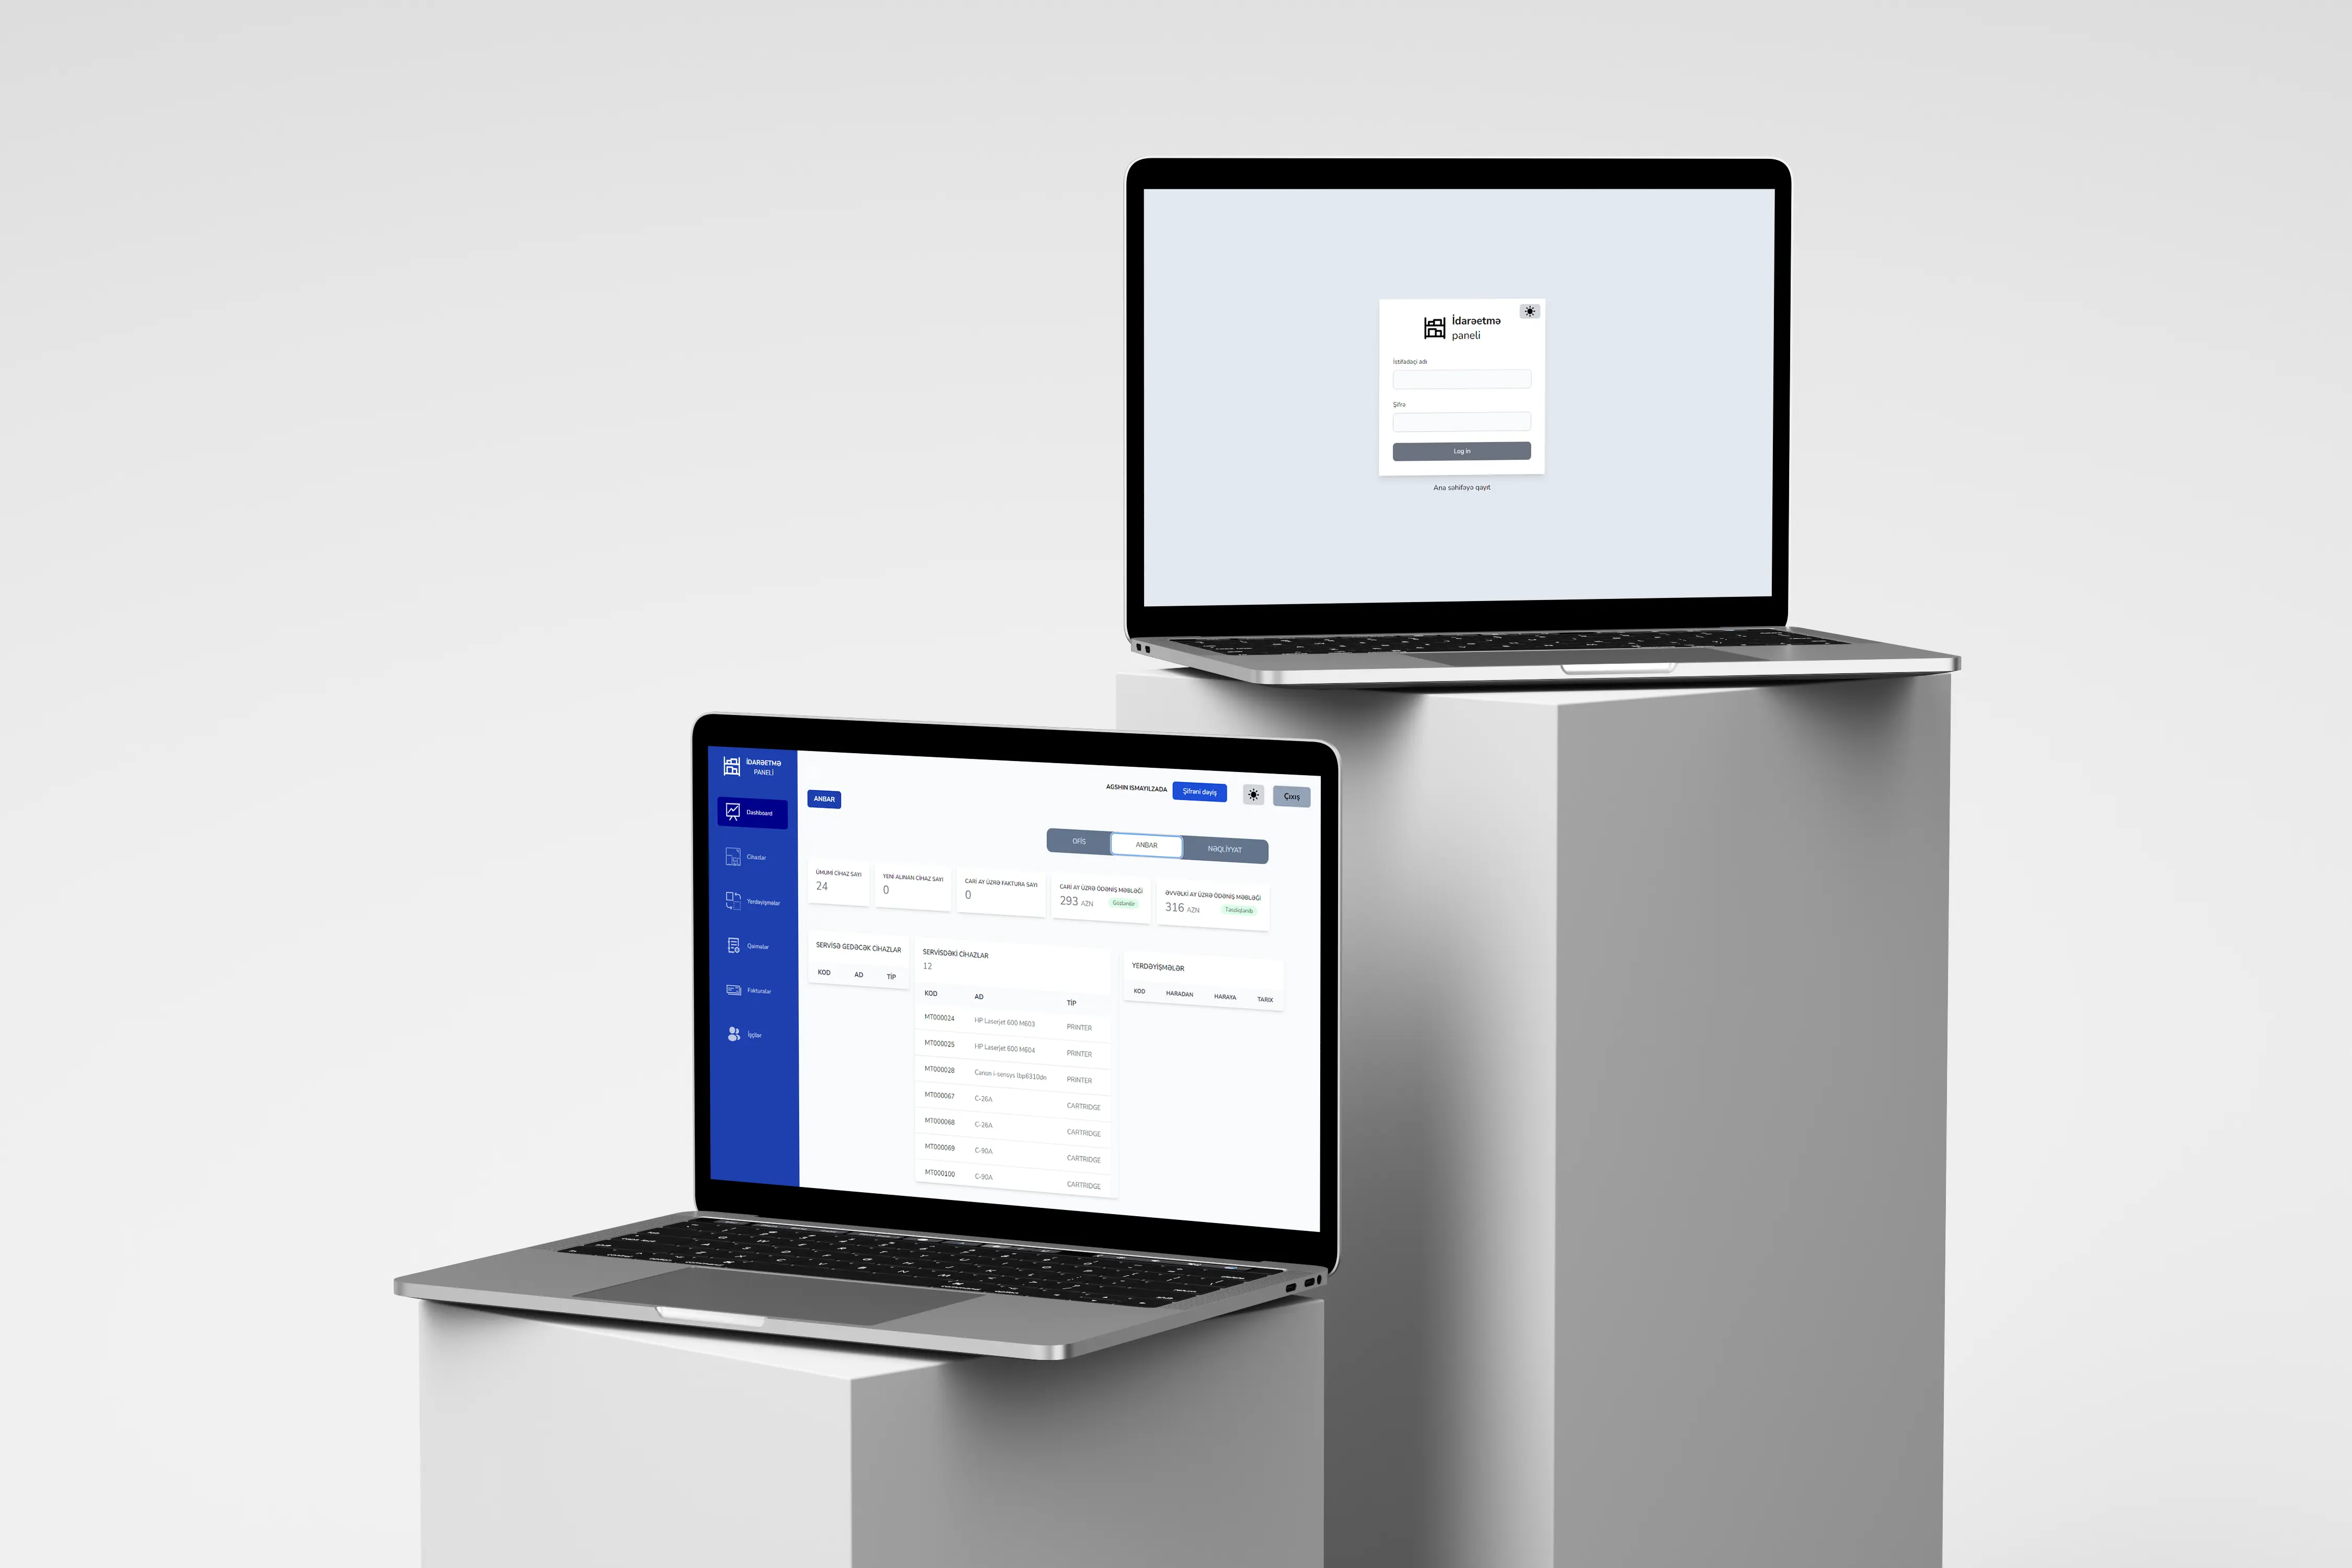 İdarəetmə
paneli
İstifadəçi adı
Şifrə
Log in
Ana səhifəyə qayıt
İDARƏETMƏ
PANELİ
Dashboard
Cihazlar
Yerdəyişmələr
Qaimələr
Fakturalar
İşçilər
ANBAR
AGSHIN ISMAYILZADA
Şifrəni dəyiş
Çıxış
OFİS
ANBAR
NƏQLİYYAT
ÜMUMİ CİHAZ SAYI
24
YENİ ALINAN CİHAZ SAYI
0
CARİ AY ÜZRƏ FAKTURA SAYI
0
CARİ AY ÜZRƏ ÖDƏNİŞ MƏBLƏĞİ
293 AZN
Gözlənilir
ƏVVƏLKİ AY ÜZRƏ ÖDƏNİŞ MƏBLƏĞİ
316 AZN
Təsdiqlənib
SERVİSƏ GEDƏCƏK CİHAZLAR
KOD AD TİP
SERVİSDƏKİ CİHAZLAR
12
KOD AD TİP
MT000024 HP Laserjet 600 M603 PRINTER
MT000025 HP Laserjet 600 M604 PRINTER
MT000028 Canon i-sensys lbp6310dn PRINTER
MT000067 C-26A CARTRIDGE
MT000068 C-26A CARTRIDGE
MT000069 C-90A CARTRIDGE
MT000100 C-90A CARTRIDGE
YERDƏYİŞMƏLƏR
KOD HARADAN HARAYA TARIX